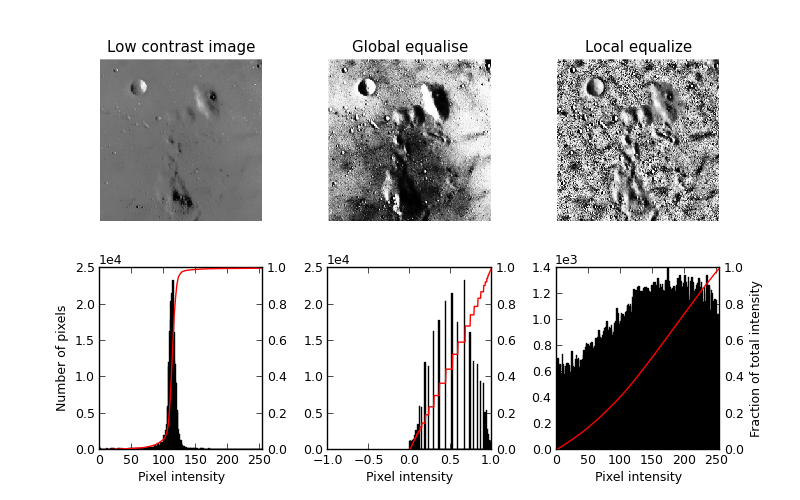 Low contrast image
Global equalise
Local equalize
1e4
2.5
2.0
1.5
1.0
0.5
0.0
1.0
0.8
0.6
0.4
0.2
0.0
0 50 100 150 200 250
Number of pixels
Pixel intensity
1e4
2.5
2.0
1.5
1.0
0.5
0.0
1.0
0.8
0.6
0.4
0.2
0.0
−1.0 −0.5 0.0 0.5 1.0
Pixel intensity
1e3
1.4
1.2
1.0
0.8
0.6
0.4
0.2
0.0
1.0
0.8
0.6
0.4
0.2
0.0
0 50 100 150 200 250
Pixel intensity
Fraction of total intensity